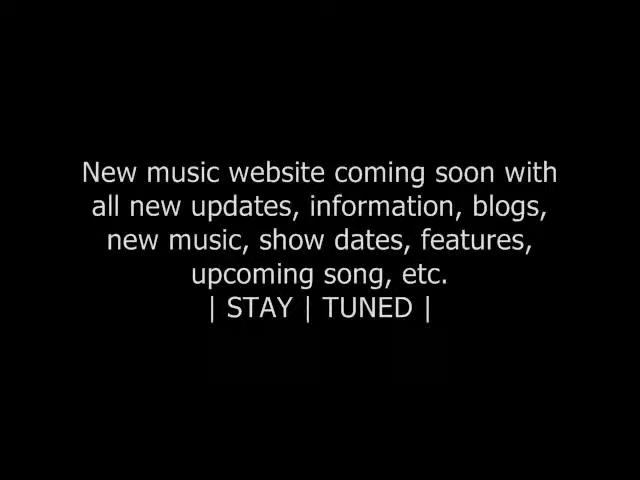 New music website coming soon with
all new updates, information, blogs,
new music, show dates, features,
upcoming song, etc.
| STAY | TUNED |